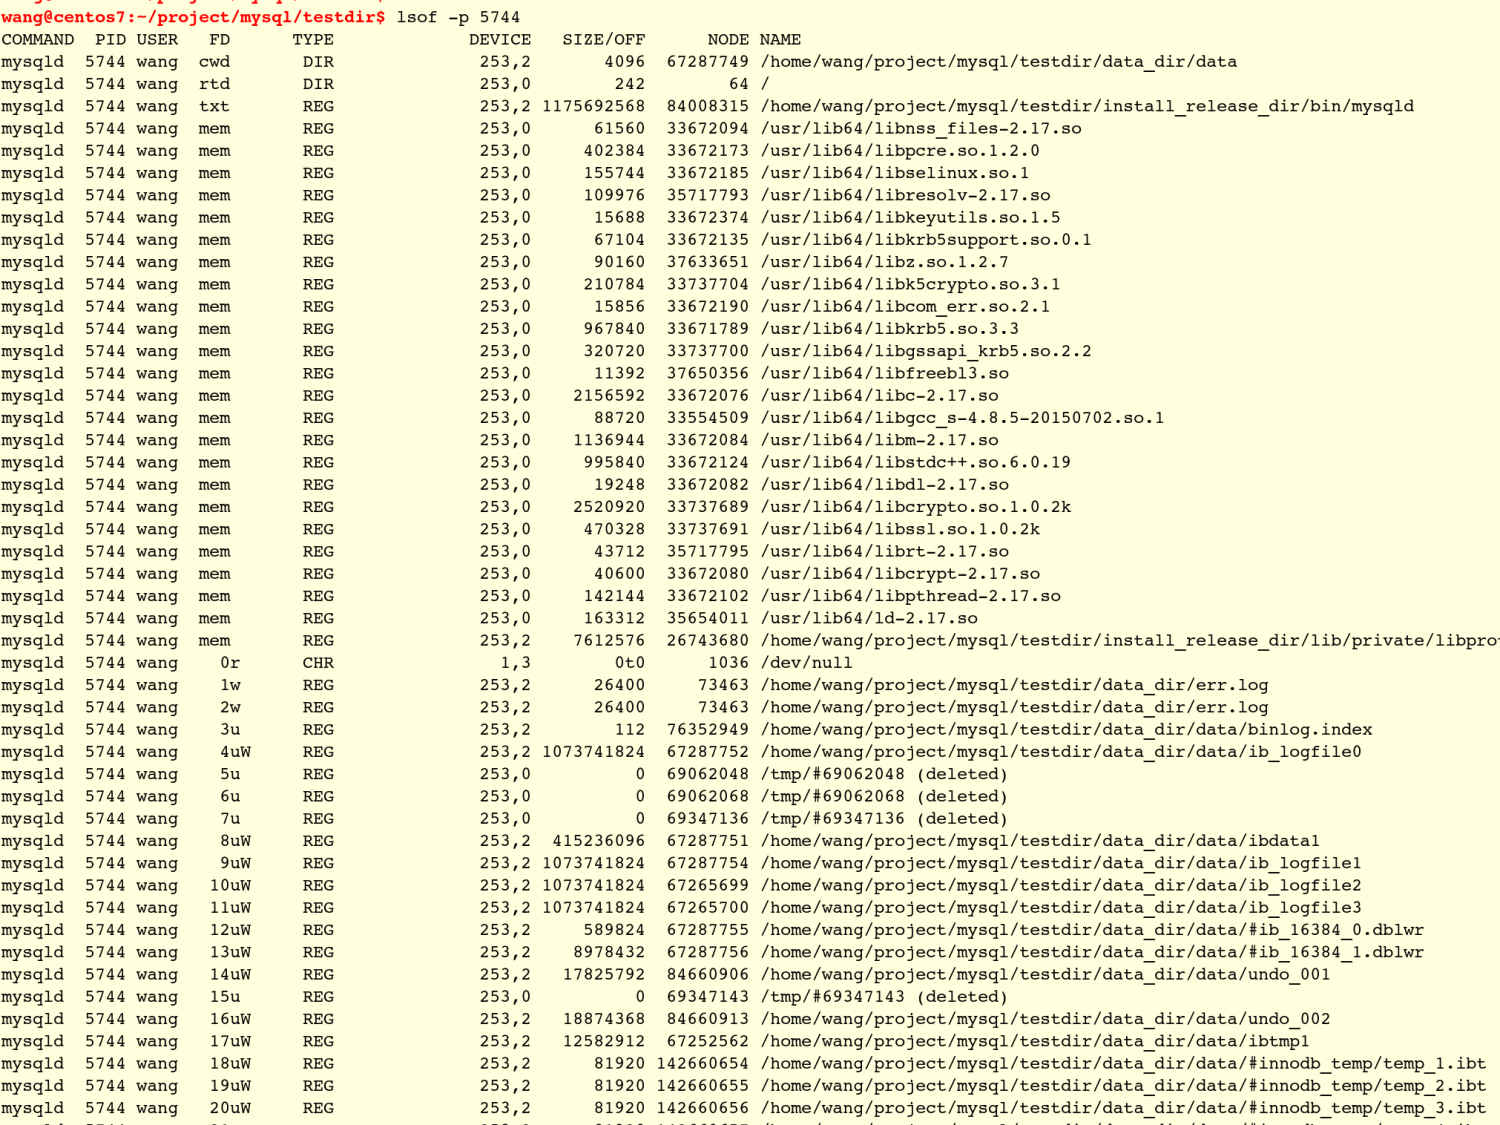 wang@centos7:~/project/mysql/testdir$ lsof -p 5744
COMMAND  PID USER   FD      TYPE             DEVICE   SIZE/OFF      NODE NAME
mysqld  5744 wang  cwd       DIR              253,2       4096  67287749 /home/wang/project/mysql/testdir/data_dir/data
mysqld  5744 wang  rtd       DIR              253,0        242        64 /
mysqld  5744 wang  txt       REG              253,2 1175692568  84008315 /home/wang/project/mysql/testdir/install_release_dir/bin/mysqld
mysqld  5744 wang  mem       REG              253,0      61560  33672094 /usr/lib64/libnss_files-2.17.so
mysqld  5744 wang  mem       REG              253,0     402384  33672173 /usr/lib64/libpcre.so.1.2.0
mysqld  5744 wang  mem       REG              253,0     155744  33672185 /usr/lib64/libselinux.so.1
mysqld  5744 wang  mem       REG              253,0     109976  35717793 /usr/lib64/libresolv-2.17.so
mysqld  5744 wang  mem       REG              253,0      15688  33672374 /usr/lib64/libkeyutils.so.1.5
mysqld  5744 wang  mem       REG              253,0      67104  33672135 /usr/lib64/libkrb5support.so.0.1
mysqld  5744 wang  mem       REG              253,0      90160  37633651 /usr/lib64/libz.so.1.2.7
mysqld  5744 wang  mem       REG              253,0     210784  33737704 /usr/lib64/libk5crypto.so.3.1
mysqld  5744 wang  mem       REG              253,0      15856  33672190 /usr/lib64/libcom_err.so.2.1
mysqld  5744 wang  mem       REG              253,0     967840  33671789 /usr/lib64/libkrb5.so.3.3
mysqld  5744 wang  mem       REG              253,0     320720  33737700 /usr/lib64/libgssapi_krb5.so.2.2
mysqld  5744 wang  mem       REG              253,0      11392  37650356 /usr/lib64/libfreebl3.so
mysqld  5744 wang  mem       REG              253,0    2156592  33672076 /usr/lib64/libc-2.17.so
mysqld  5744 wang  mem       REG              253,0      88720  33554509 /usr/lib64/libgcc_s-4.8.5-20150702.so.1
mysqld  5744 wang  mem       REG              253,0    1136944  33672084 /usr/lib64/libm-2.17.so
mysqld  5744 wang  mem       REG              253,0     995840  33672124 /usr/lib64/libstdc++.so.6.0.19
mysqld  5744 wang  mem       REG              253,0      19248  33672082 /usr/lib64/libdl-2.17.so
mysqld  5744 wang  mem       REG              253,0    2520920  33737689 /usr/lib64/libcrypto.so.1.0.2k
mysqld  5744 wang  mem       REG              253,0     470328  33737691 /usr/lib64/libssl.so.1.0.2k
mysqld  5744 wang  mem       REG              253,0      43712  35717795 /usr/lib64/librt-2.17.so
mysqld  5744 wang  mem       REG              253,0      40600  33672080 /usr/lib64/libcrypt-2.17.so
mysqld  5744 wang  mem       REG              253,0     142144  33672102 /usr/lib64/libpthread-2.17.so
mysqld  5744 wang  mem       REG              253,0     163312  35654011 /usr/lib64/ld-2.17.so
mysqld  5744 wang  mem       REG              253,2    7612576  26743680 /home/wang/project/mysql/testdir/install_release_dir/lib/private/libpro
mysqld  5744 wang    0r      CHR                1,3        0t0      1036 /dev/null
mysqld  5744 wang    1w      REG              253,2      26400     73463 /home/wang/project/mysql/testdir/data_dir/err.log
mysqld  5744 wang    2w      REG              253,2      26400     73463 /home/wang/project/mysql/testdir/data_dir/err.log
mysqld  5744 wang    3u      REG              253,2        112  76352949 /home/wang/project/mysql/testdir/data_dir/data/binlog.index
mysqld  5744 wang    4uW     REG              253,2 1073741824  67287752 /home/wang/project/mysql/testdir/data_dir/data/ib_logfile0
mysqld  5744 wang    5u      REG              253,0          0  69062048 /tmp/#69062048 (deleted)
mysqld  5744 wang    6u      REG              253,0          0  69062068 /tmp/#69062068 (deleted)
mysqld  5744 wang    7u      REG              253,0          0  69347136 /tmp/#69347136 (deleted)
mysqld  5744 wang    8uW     REG              253,2  415236096  67287751 /home/wang/project/mysql/testdir/data_dir/data/ibdata1
mysqld  5744 wang    9uW     REG              253,2 1073741824  67287754 /home/wang/project/mysql/testdir/data_dir/data/ib_logfile1
mysqld  5744 wang   10uW     REG              253,2 1073741824  67265699 /home/wang/project/mysql/testdir/data_dir/data/ib_logfile2
mysqld  5744 wang   11uW     REG              253,2 1073741824  67265700 /home/wang/project/mysql/testdir/data_dir/data/ib_logfile3
mysqld  5744 wang   12uW     REG              253,2     589824  67287755 /home/wang/project/mysql/testdir/data_dir/data/#ib_16384_0.dblwr
mysqld  5744 wang   13uW     REG              253,2    8978432  67287756 /home/wang/project/mysql/testdir/data_dir/data/#ib_16384_1.dblwr
mysqld  5744 wang   14uW     REG              253,2   17825792  84660906 /home/wang/project/mysql/testdir/data_dir/data/undo_001
mysqld  5744 wang   15u      REG              253,0          0  69347143 /tmp/#69347143 (deleted)
mysqld  5744 wang   16uW     REG              253,2   18874368  84660913 /home/wang/project/mysql/testdir/data_dir/data/undo_002
mysqld  5744 wang   17uW     REG              253,2   12582912  67252562 /home/wang/project/mysql/testdir/data_dir/data/ibtmp1
mysqld  5744 wang   18uW     REG              253,2      81920 142660654 /home/wang/project/mysql/testdir/data_dir/data/#innodb_temp/temp_1.ibt
mysqld  5744 wang   19uW     REG              253,2      81920 142660655 /home/wang/project/mysql/testdir/data_dir/data/#innodb_temp/temp_2.ibt
mysqld  5744 wang   20uW     REG              253,2      81920 142660656 /home/wang/project/mysql/testdir/data_dir/data/#innodb_temp/temp_3.ibt